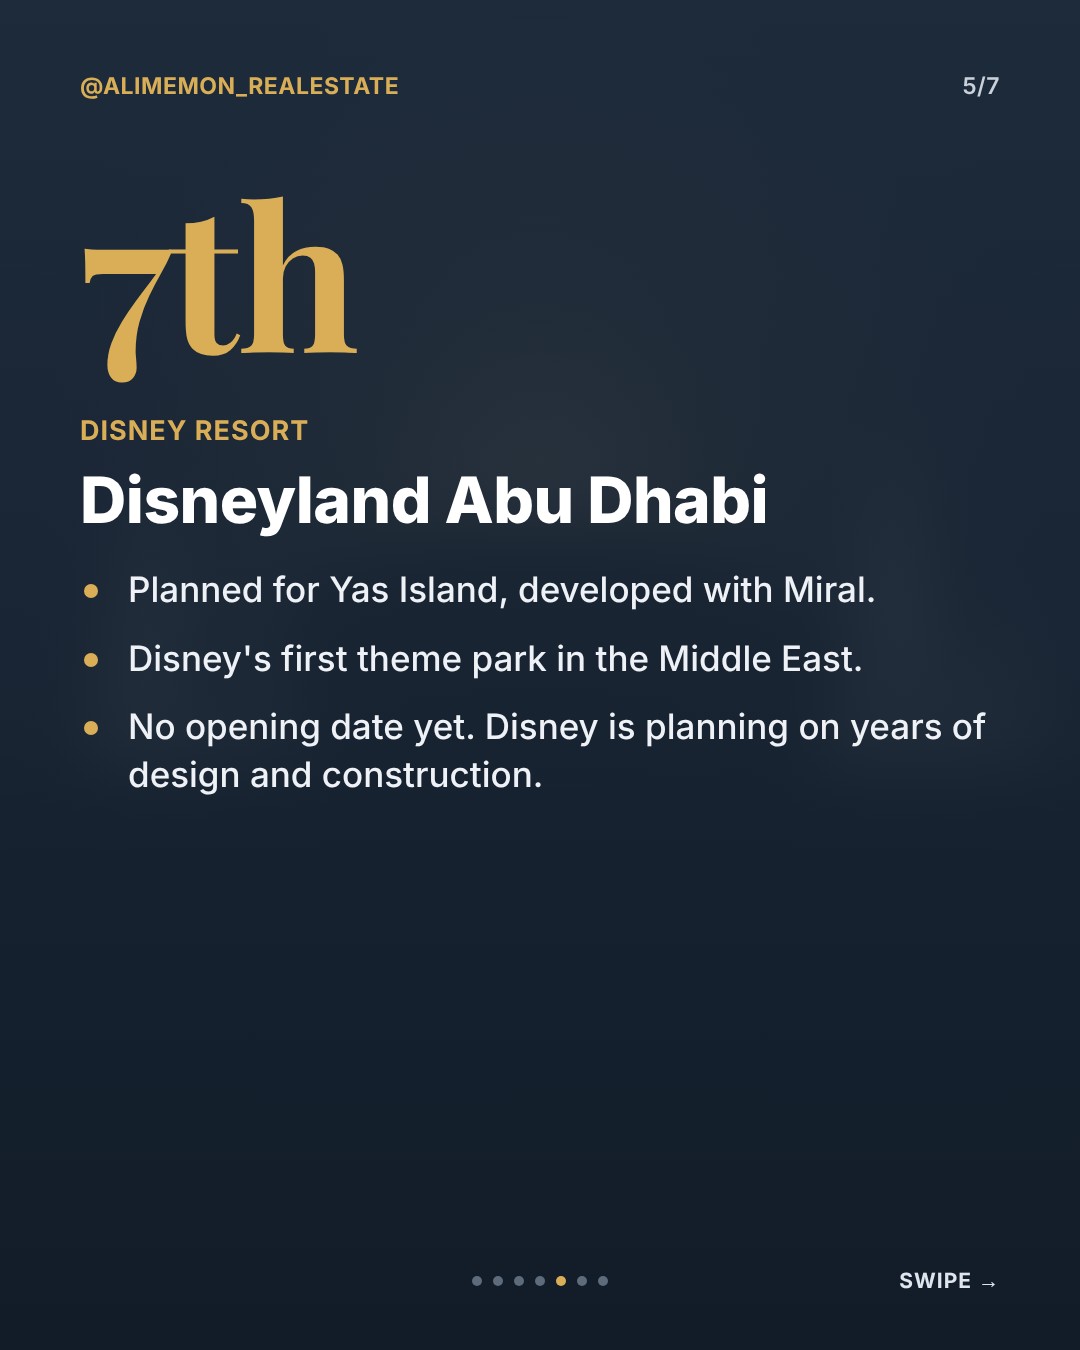 @ALIMEMON_REALESTATE
5/7
7th
DISNEY RESORT
Disneyland Abu Dhabi
Planned for Yas Island, developed with Miral.
Disney's first theme park in the Middle East.
No opening date yet. Disney is planning on years of
design and construction.
SWIPE →